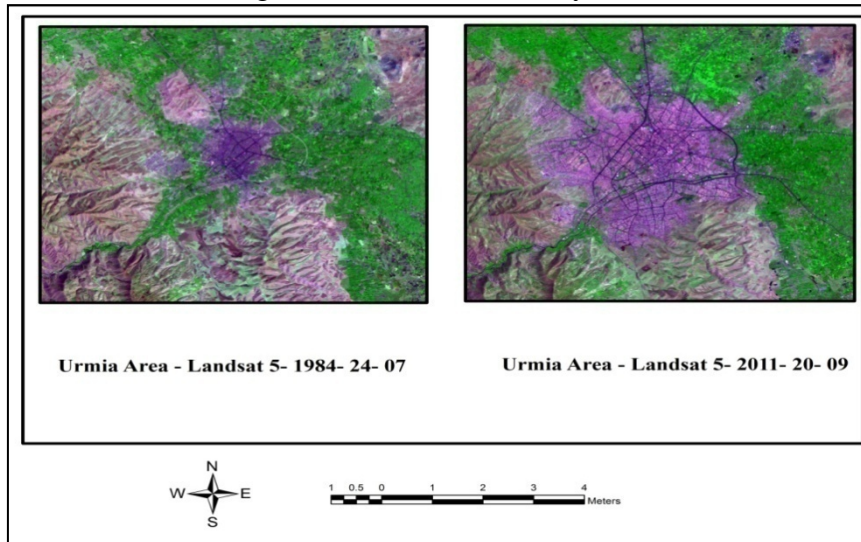 Urmia Area - Landsat 5- 1984- 24- 07
Urmia Area - Landsat 5- 2011- 20- 09
N
W E
S
1 0.5 0 1 2 3 4
Meters